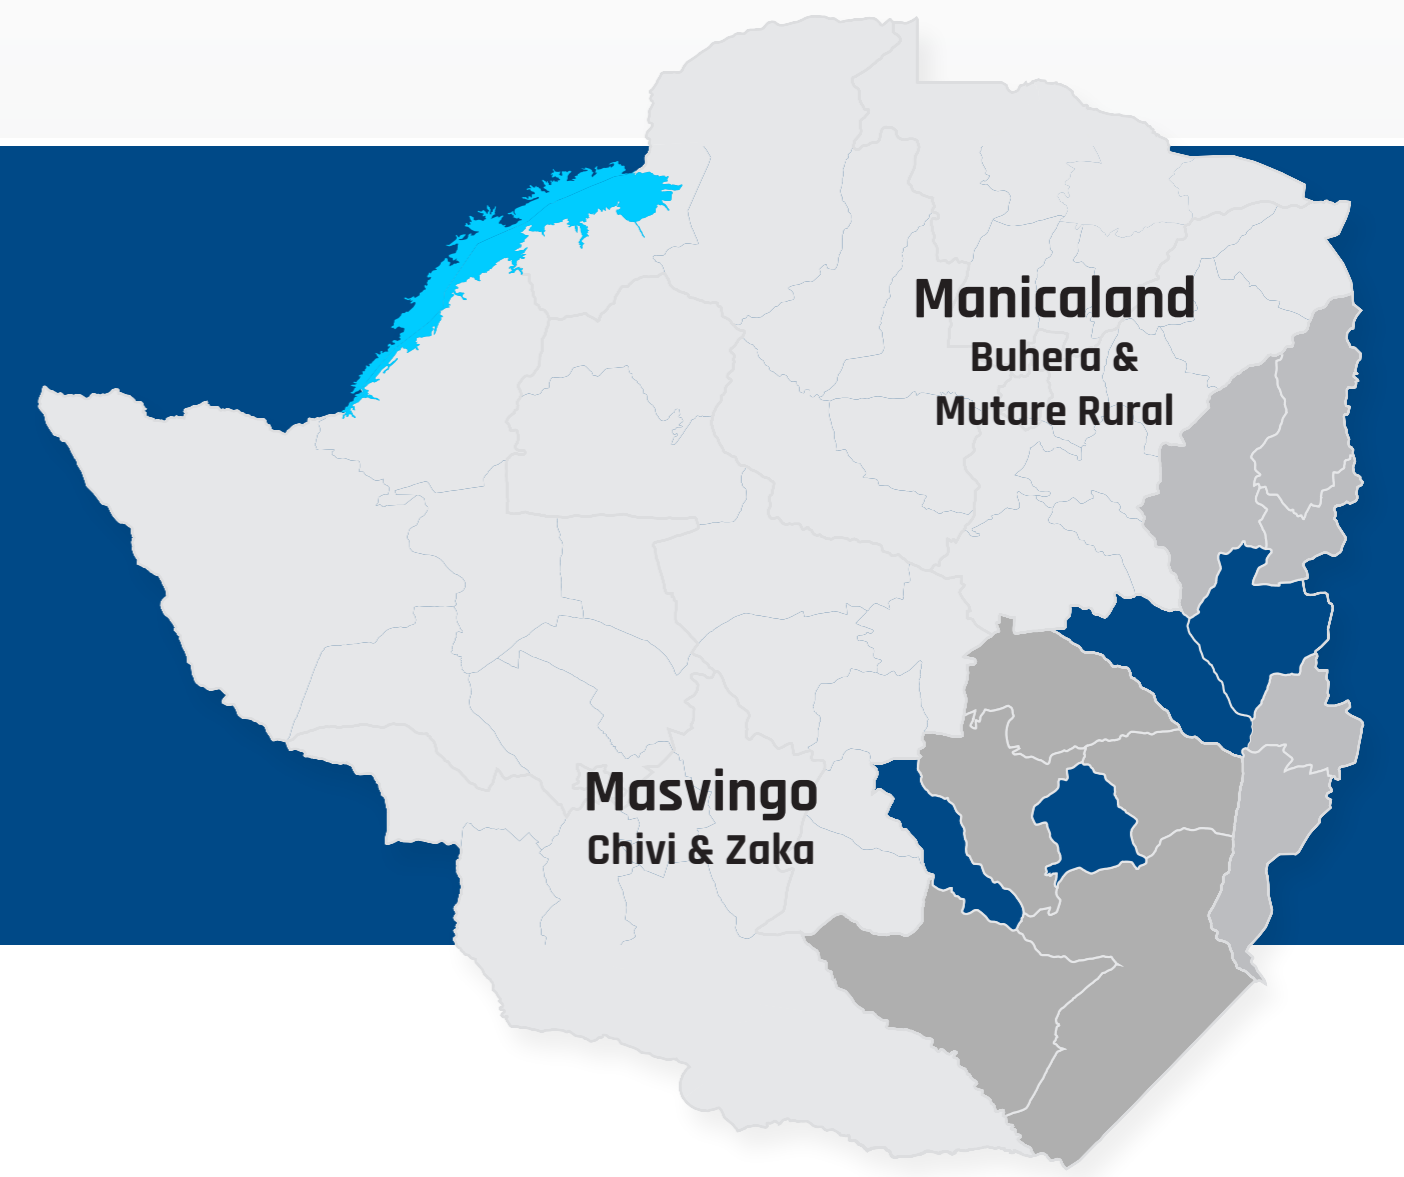 Manicaland
Buhera &
Mutare Rural
Masvingo
Chivi & Zaka